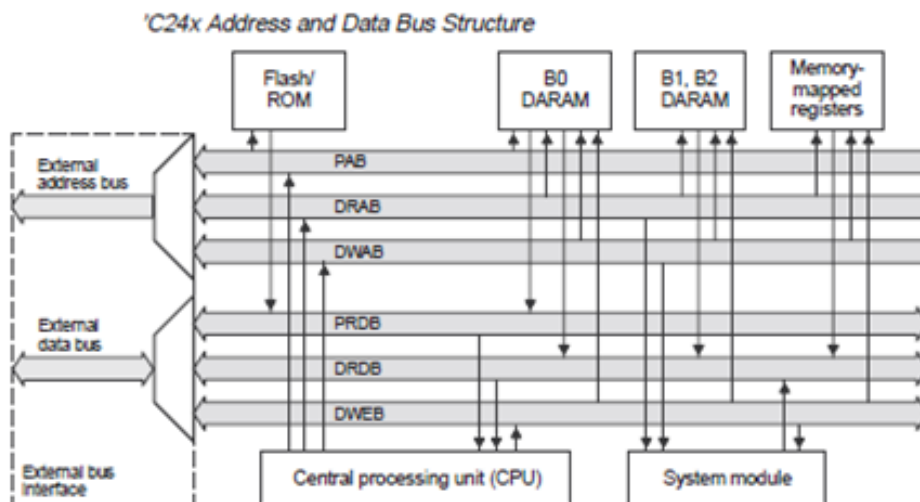 'C24x Address and Data Bus Structure
Flash/
ROM
B0
DARAM
B1, B2
DARAM
Memory-
mapped
registers
External
address bus
PAB
DRAB
DWAB
External
data bus
PRDB
DRDB
DWEB
External bus
interface
Central processing unit (CPU)
System module